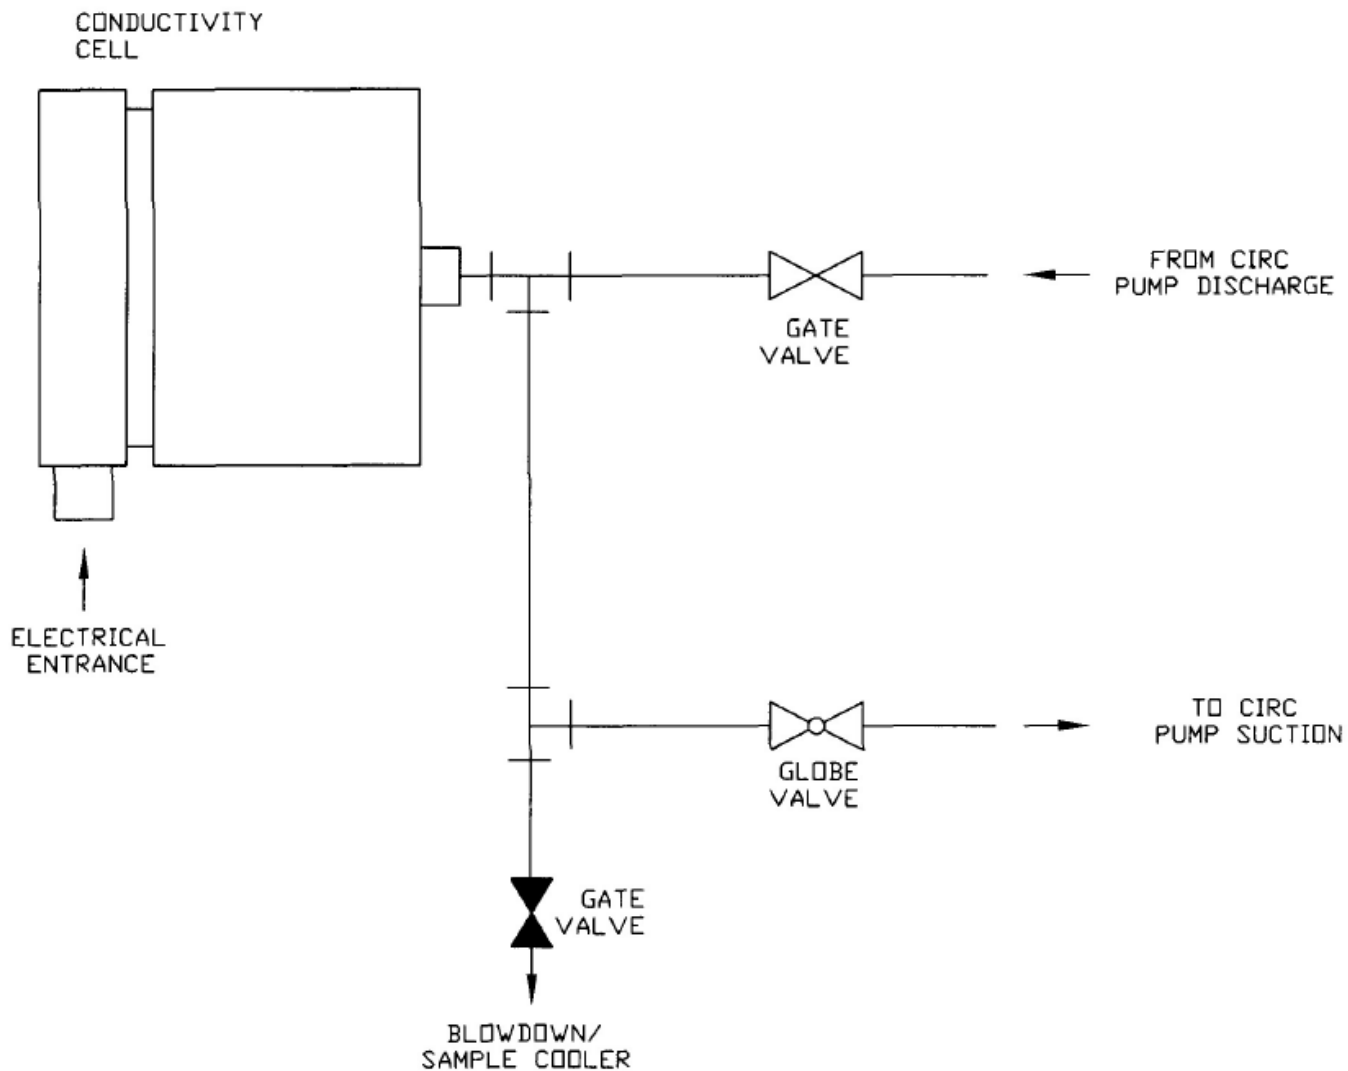 CONDUCTIVITY
CELL
FROM CIRC
PUMP DISCHARGE
GATE
VALVE
ELECTRICAL
ENTRANCE
TO CIRC
PUMP SUCTION
GLOBE
VALVE
GATE
VALVE
BLOWDOWN/
SAMPLE COOLER